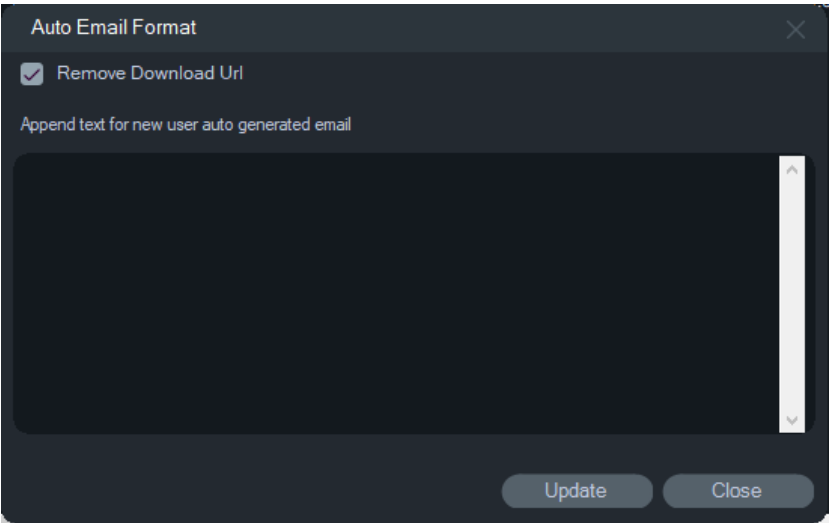 Auto Email Format
Remove Download Url
Append text for new user auto generated email
Update Close